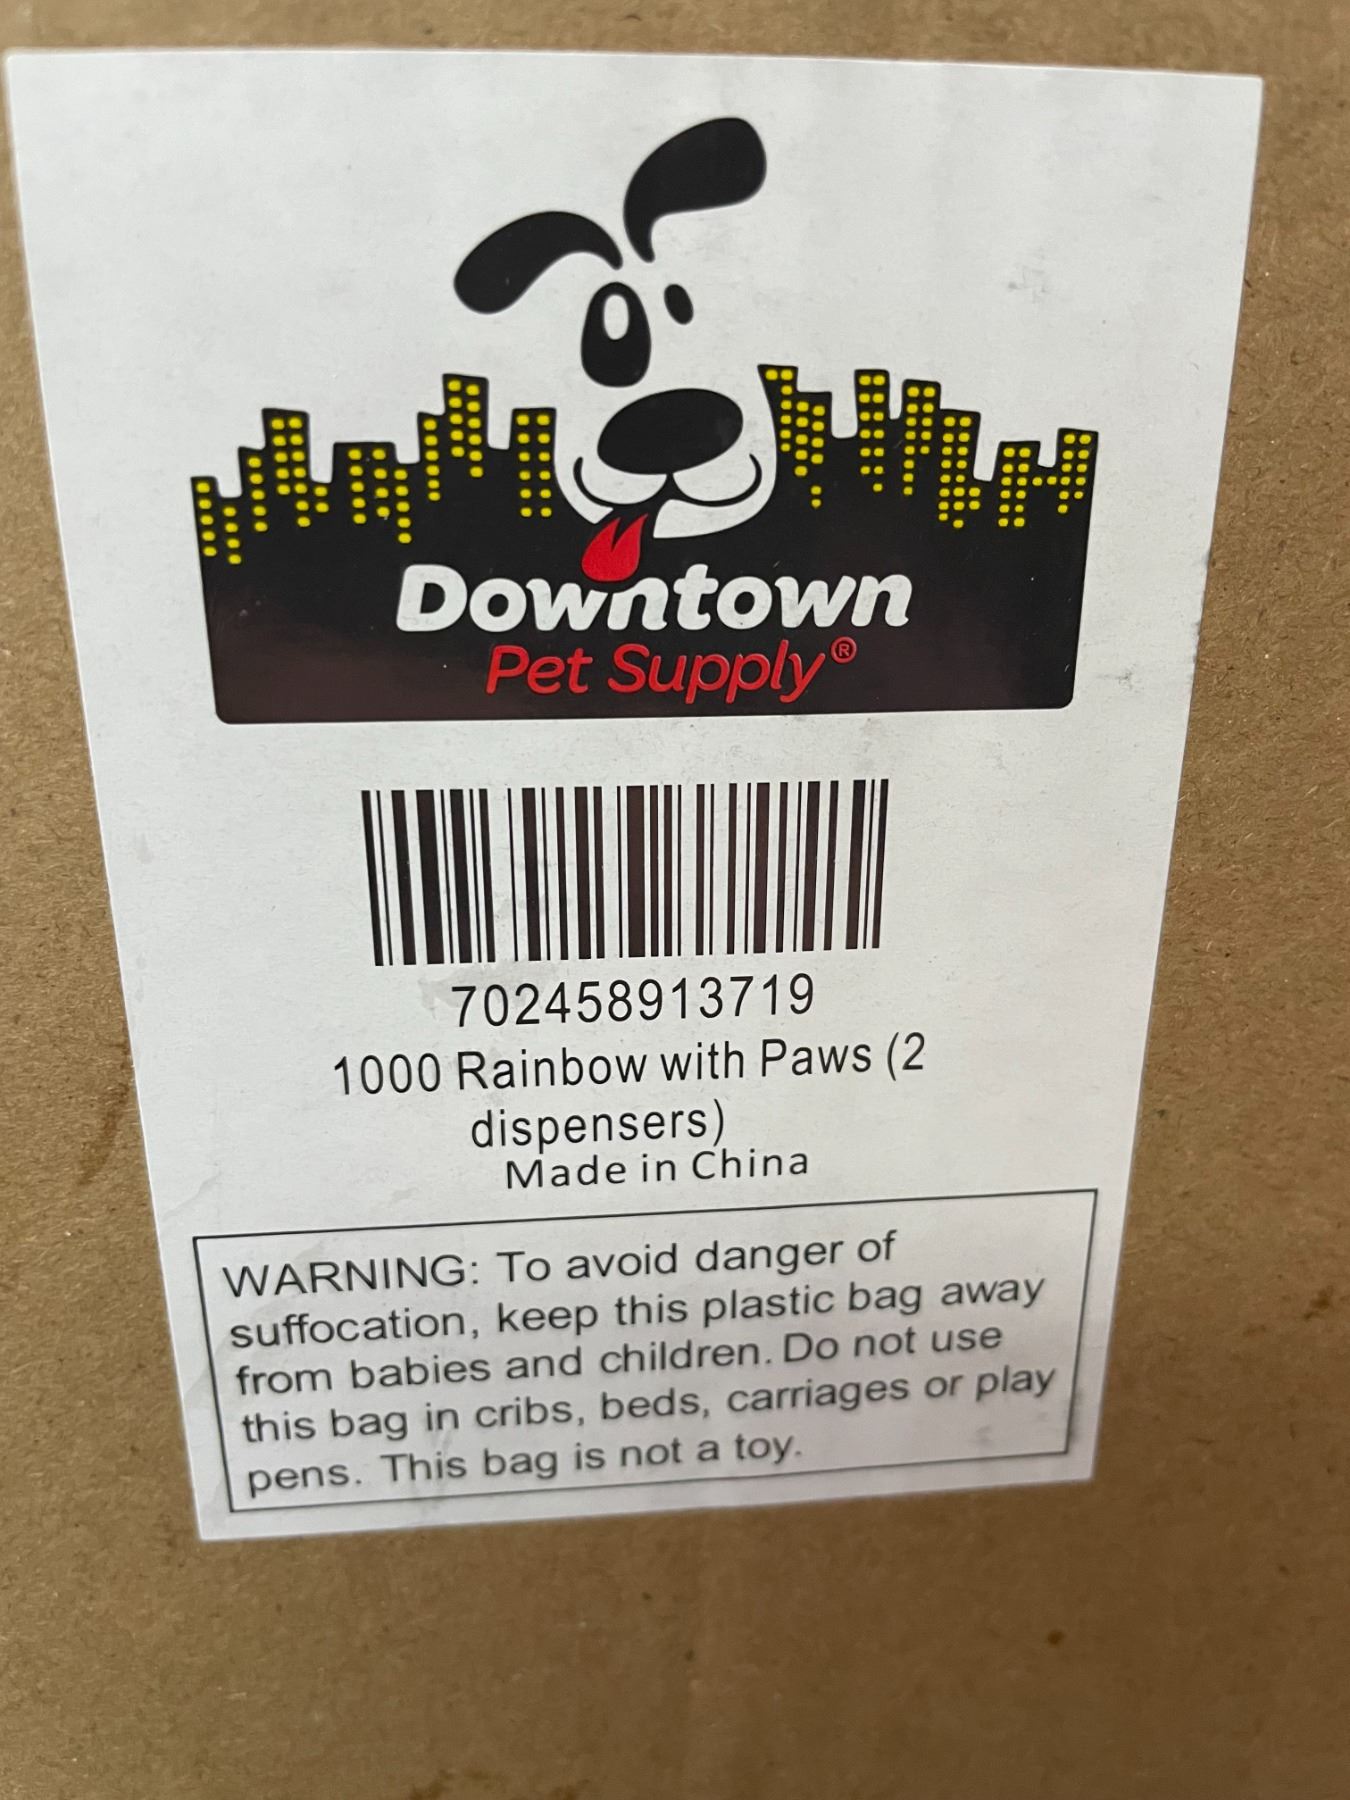 Downtown
Pet Supply®
702458913719
1000 Rainbow with Paws (2
dispensers)
Made in China
WARNING: To avoid danger of
suffocation, keep this plastic bag away
from babies and children. Do not use
this bag in cribs, beds, carriages or play
pens. This bag is not a toy.